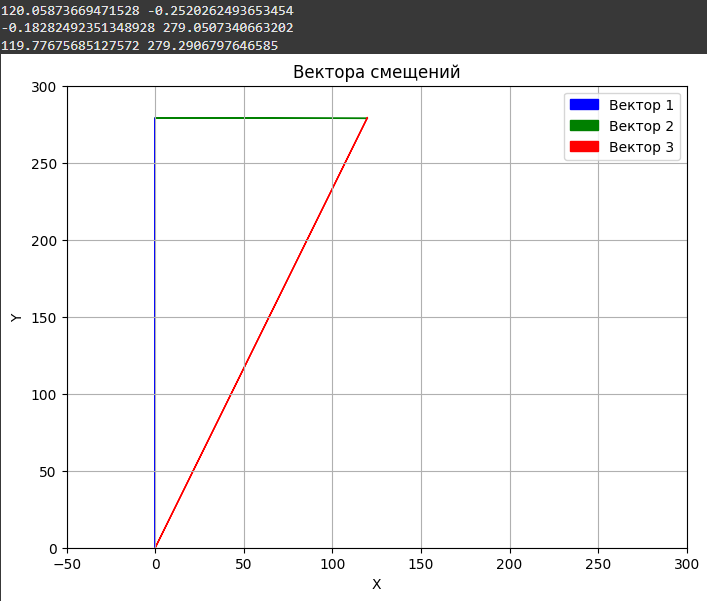 120.05873669471528 -0.2520262493653454
-0.18282492351348928 279.0507340663202
119.77675685127572 279.2906797646585
Вектора смещений
Вектор 1
Вектор 2
Вектор 3
300
250
200
150
100
50
0
Y
−50 0 50 100 150 200 250 300
X